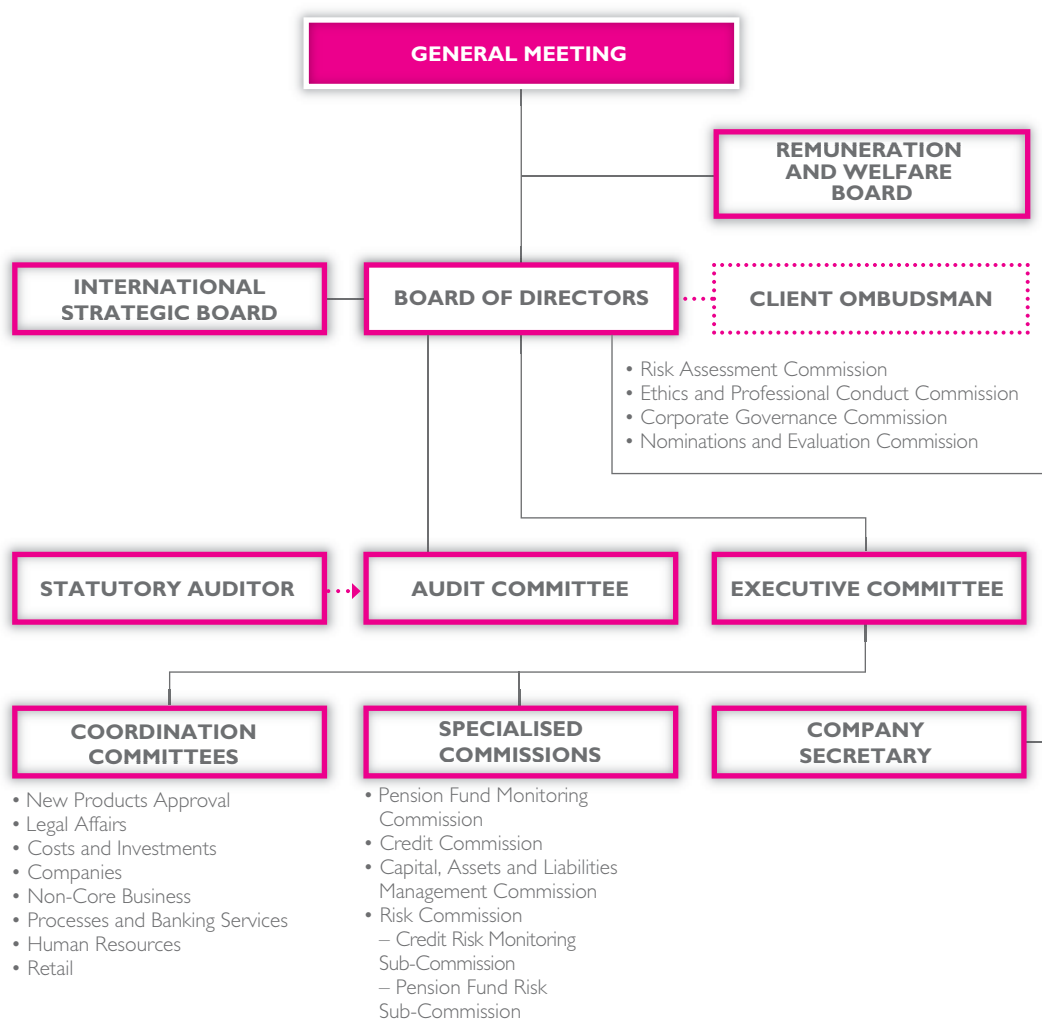 GENERAL MEETING
REMUNERATION
AND WELFARE
BOARD
INTERNATIONAL
STRATEGIC BOARD
BOARD OF DIRECTORS
CLIENT OMBUDSMAN
• Risk Assessment Commission
• Ethics and Professional Conduct Commission
• Corporate Governance Commission
• Nominations and Evaluation Commission
STATUTORY AUDITOR
AUDIT COMMITTEE
EXECUTIVE COMMITTEE
COORDINATION
COMMITTEES
• New Products Approval
• Legal Affairs
• Costs and Investments
• Companies
• Non-Core Business
• Processes and Banking Services
• Human Resources
• Retail
SPECIALISED
COMMISSIONS
• Pension Fund Monitoring
Commission
• Credit Commission
• Capital, Assets and Liabilities
Management Commission
• Risk Commission
– Credit Risk Monitoring
Sub-Commission
– Pension Fund Risk
Sub-Commission
COMPANY
SECRETARY